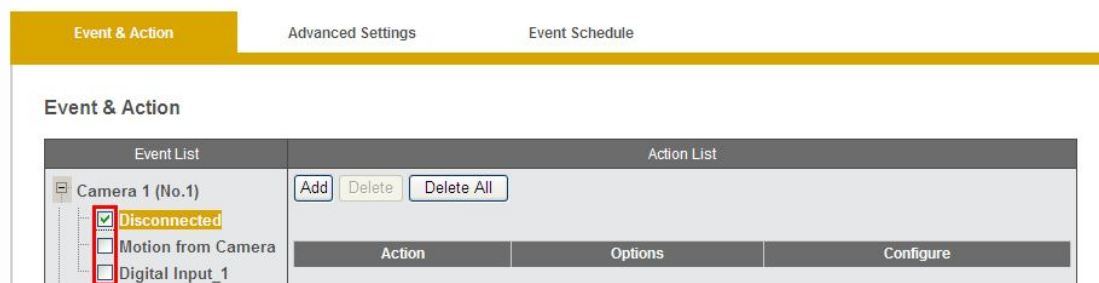 Event & Action Advanced Settings Event Schedule
Event & Action
Event List Action List
Camera 1 (No.1) Add Delete Delete All
Disconnected
Motion from Camera Action Options Configure
Digital Input_1